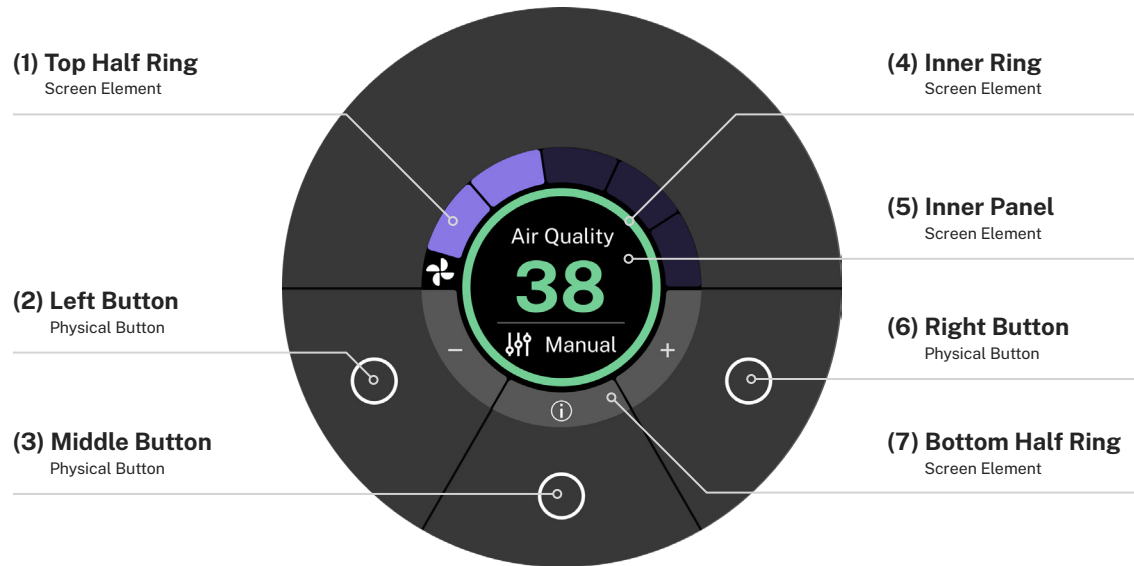 (1) Top Half Ring
Screen Element
(2) Left Button
Physical Button
(3) Middle Button
Physical Button
Air Quality
38
Manual
−
+
i
(4) Inner Ring
Screen Element
(5) Inner Panel
Screen Element
(6) Right Button
Physical Button
(7) Bottom Half Ring
Screen Element